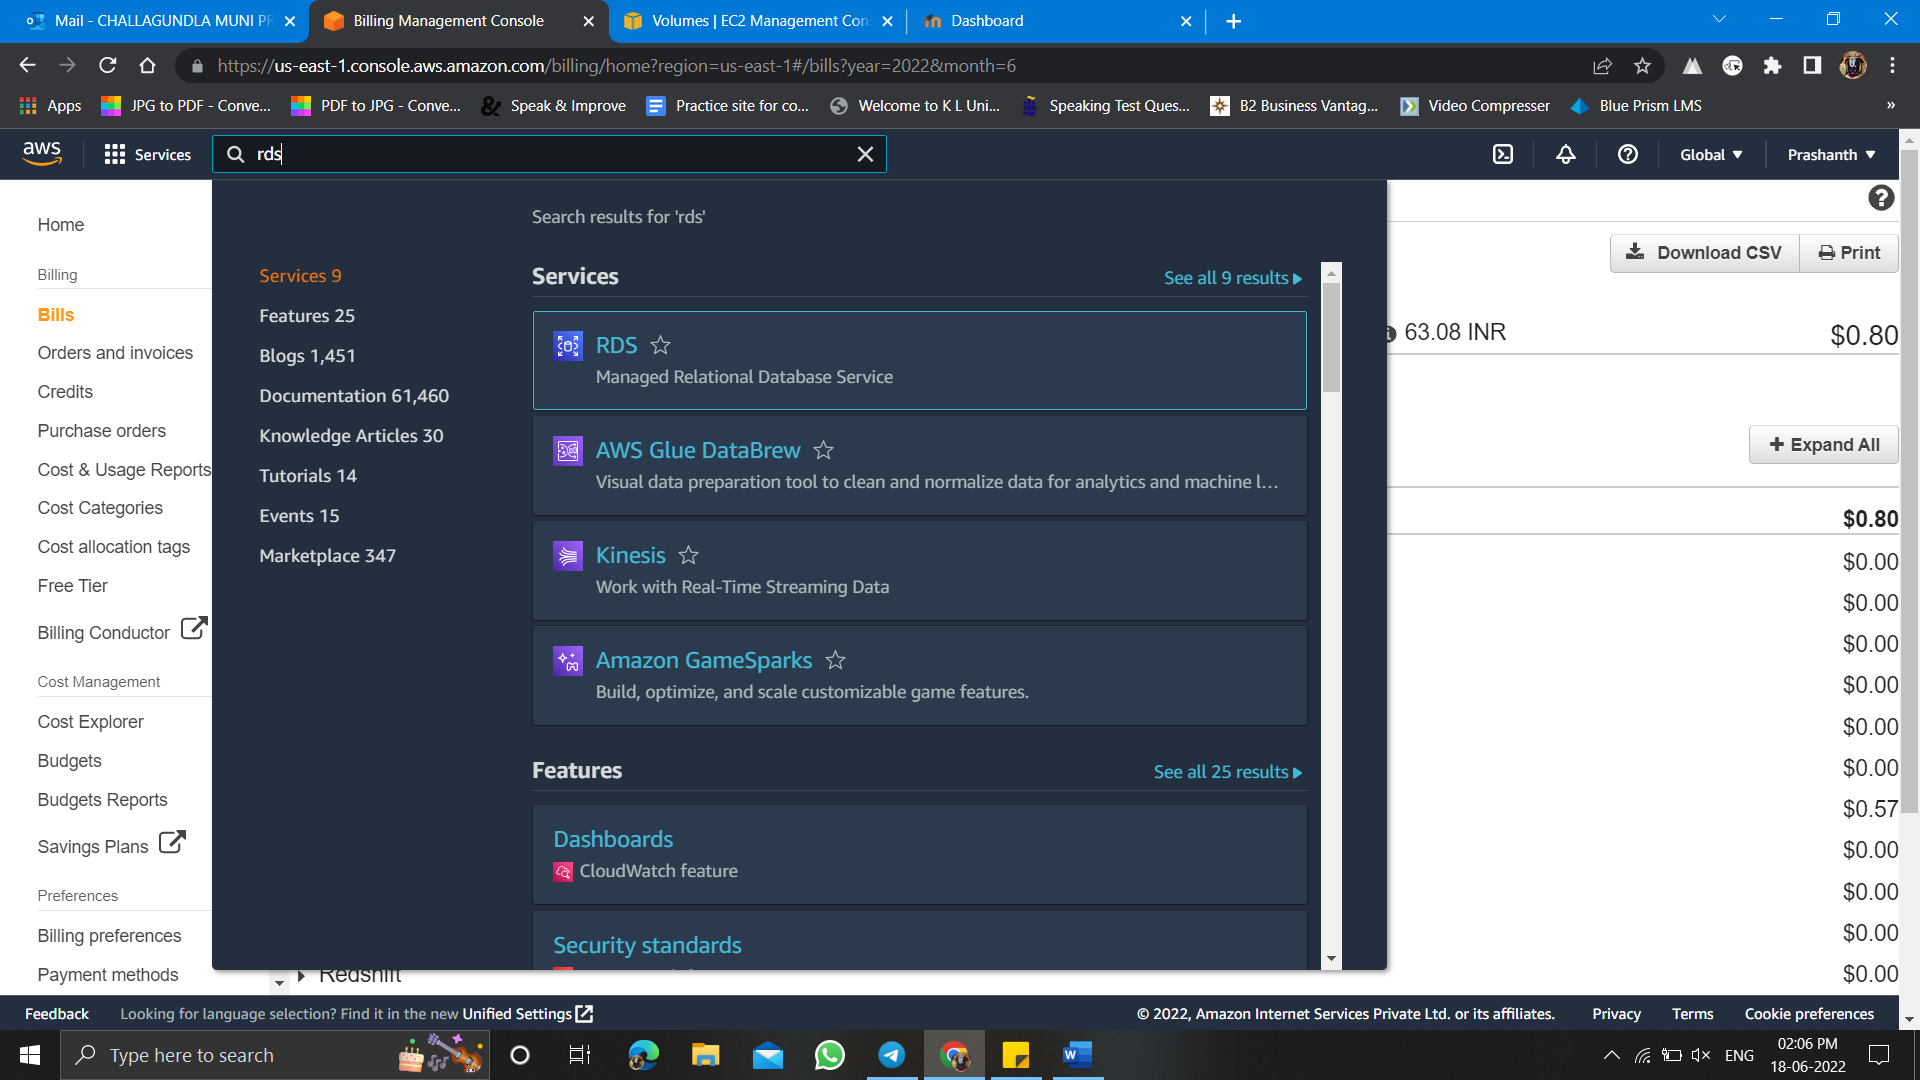 Mail - CHALLAGUNDLA MUNI PR
Billing Management Console
Volumes | EC2 Management Con
Dashboard
https://us-east-1.console.aws.amazon.com/billing/home?region=us-east-1#/bills?year=2022&month=6
Apps
JPG to PDF - Conve...
PDF to JPG - Conve...
Speak & Improve
Practice site for co...
Welcome to K L Uni...
Speaking Test Ques...
B2 Business Vantag...
Video Compresser
Blue Prism LMS
»
aws
Services
rds
Global
Prashanth
Home
Billing
Bills
Orders and invoices
Credits
Purchase orders
Cost & Usage Reports
Cost Categories
Cost allocation tags
Free Tier
Billing Conductor
Cost Management
Cost Explorer
Budgets
Budgets Reports
Savings Plans
Preferences
Billing preferences
Payment methods
Search results for 'rds'
Services 9
Features 25
Blogs 1,451
Documentation 61,460
Knowledge Articles 30
Tutorials 14
Events 15
Marketplace 347
Services
See all 9 results
RDS
Managed Relational Database Service
AWS Glue DataBrew
Visual data preparation tool to clean and normalize data for analytics and machine l...
Kinesis
Work with Real-Time Streaming Data
Amazon GameSparks
Build, optimize, and scale customizable game features.
Features
See all 25 results
Dashboards
CloudWatch feature
Security standards
Redshift
Download CSV
Print
63.08 INR
$0.80
+ Expand All
$0.80
$0.00
$0.00
$0.00
$0.00
$0.00
$0.00
$0.57
$0.00
$0.00
$0.00
$0.00
Feedback
Looking for language selection? Find it in the new Unified Settings
© 2022, Amazon Internet Services Private Ltd. or its affiliates.
Privacy
Terms
Cookie preferences
Type here to search
ENG
02:06 PM
18-06-2022